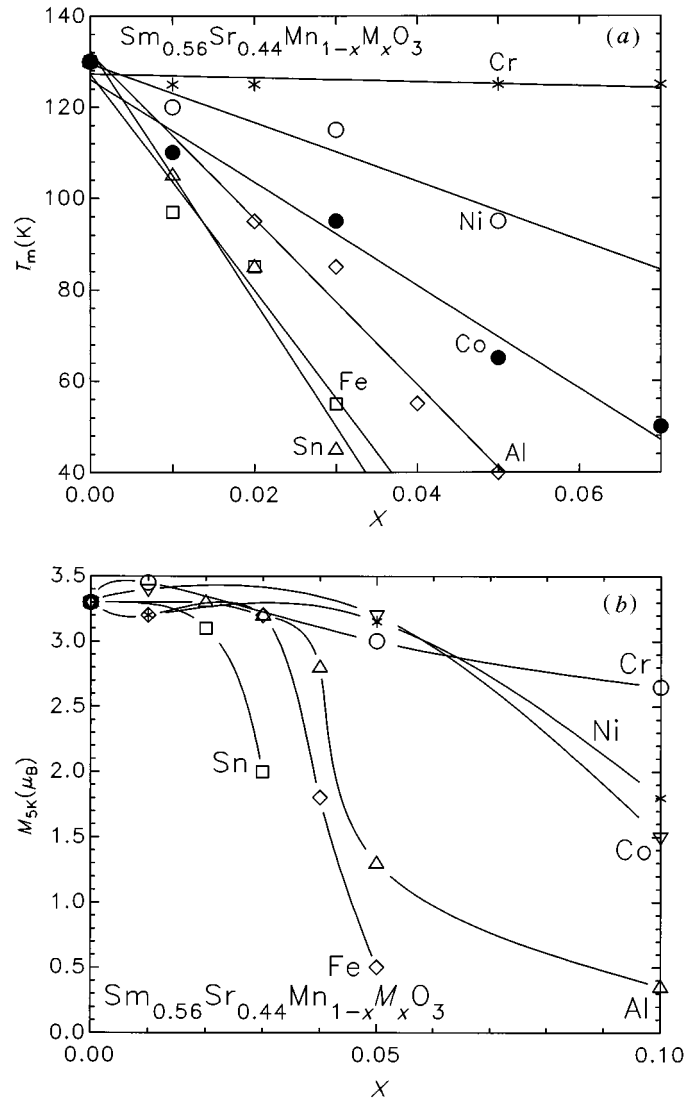 Sm0.56Sr0.44Mn1-xMxO3
(a)
Cr
Ni
Co
Fe
Sn
Al
Tm(K)
120
100
80
60
40
0.00 0.02 0.04 0.06
X
(b)
3.5
3.0
2.5
2.0
1.5
1.0
0.5
0.0
M5K(μB)
Cr
Ni
Sn
Co
Fe
Al
Sm0.56Sr0.44Mn1-xMxO3
0.00 0.05 0.10
X